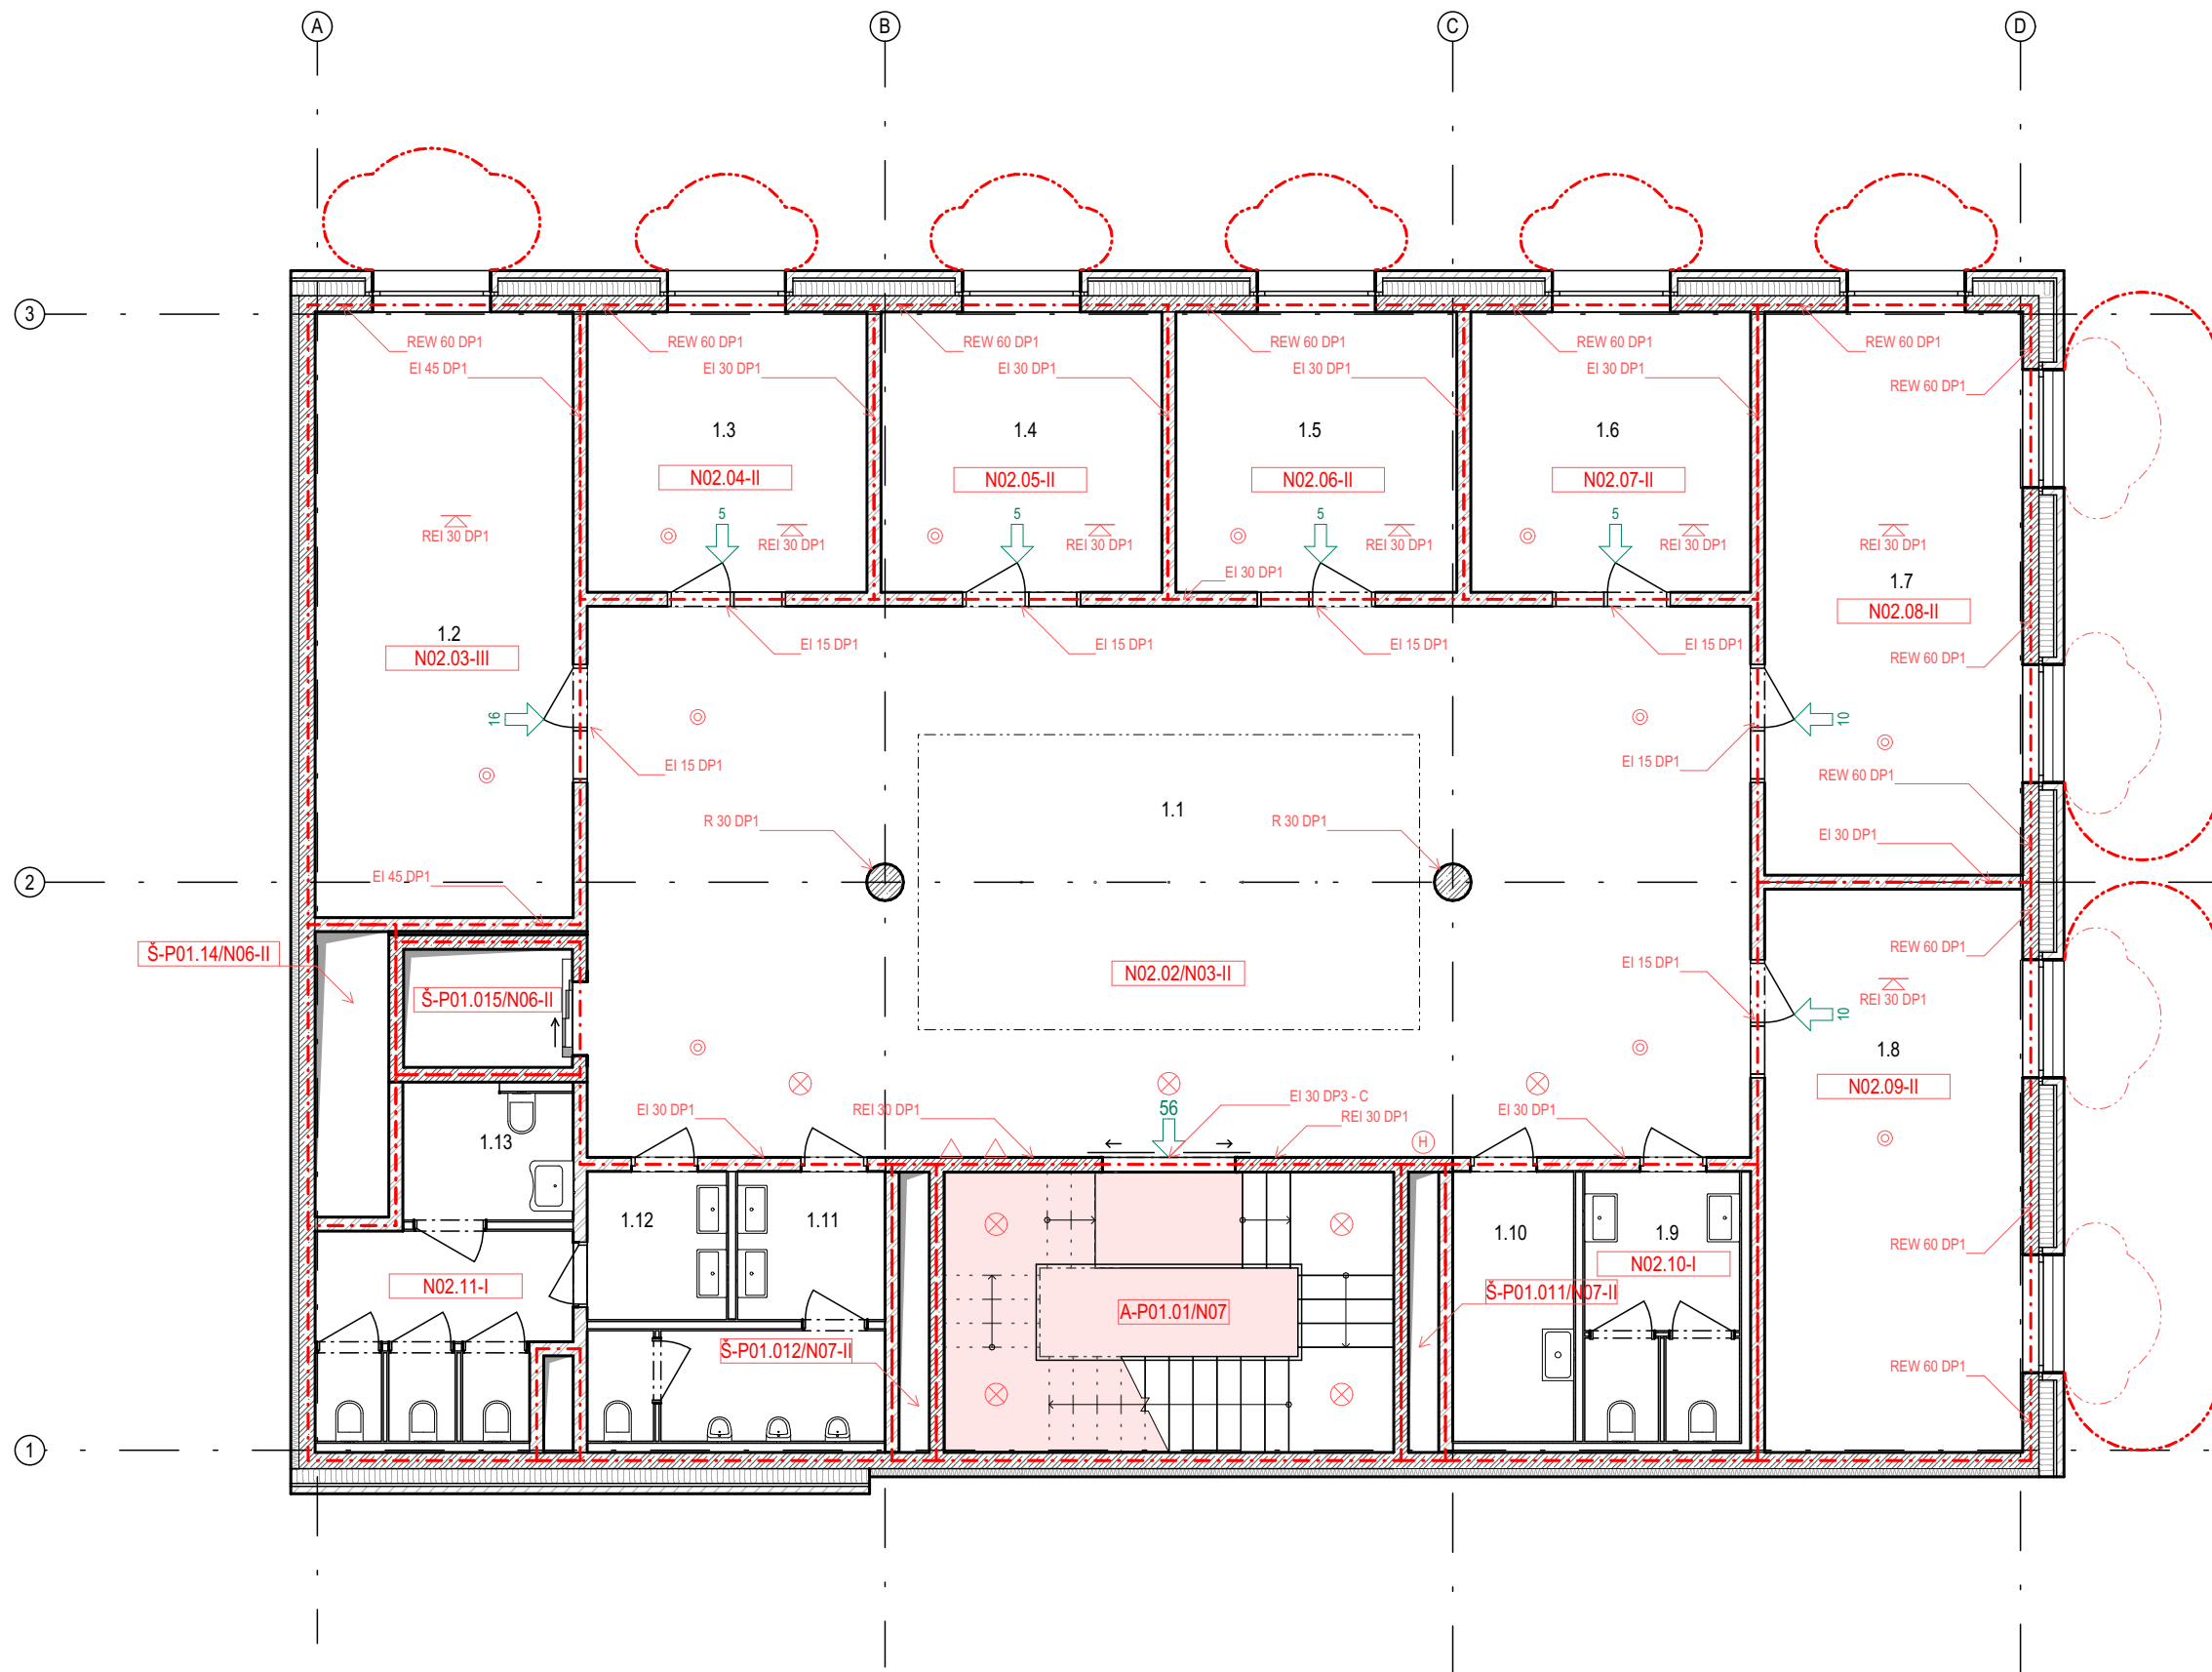 A
B
C
D
3
REW 60 DP1
REW 60 DP1
REW 60 DP1
REW 60 DP1
REW 60 DP1
REW 60 DP1
EI 45 DP1
EI 30 DP1
EI 30 DP1
EI 30 DP1
EI 30 DP1
REW 60 DP1
1.3
1.4
1.5
1.6
N02.04-II
N02.05-II
N02.06-II
N02.07-II
5
5
5
5
REI 30 DP1
REI 30 DP1
REI 30 DP1
REI 30 DP1
REI 30 DP1
REI 30 DP1
EI 30 DP1
1.7
N02.08-II
1.2
N02.03-III
EI 15 DP1
EI 15 DP1
EI 15 DP1
EI 15 DP1
REW 60 DP1
16
10
EI 15 DP1
EI 15 DP1
REW 60 DP1
1.1
R 30 DP1
R 30 DP1
EI 30 DP1
2
EI 45 DP1
Š-P01.14/N06-II
REW 60 DP1
EI 15 DP1
N02.02/N03-II
Š-P01.015/N06-II
REI 30 DP1
10
1.8
N02.09-II
EI 30 DP1
REI 30 DP1
56
EI 30 DP3 - C
REI 30 DP1
EI 30 DP1
H
1.13
1.12
1.11
1.10
1.9
REW 60 DP1
N02.10-I
N02.11-I
Š-P01.011/N07-II
A-P01.01/N07
Š-P01.012/N07-II
REW 60 DP1
1